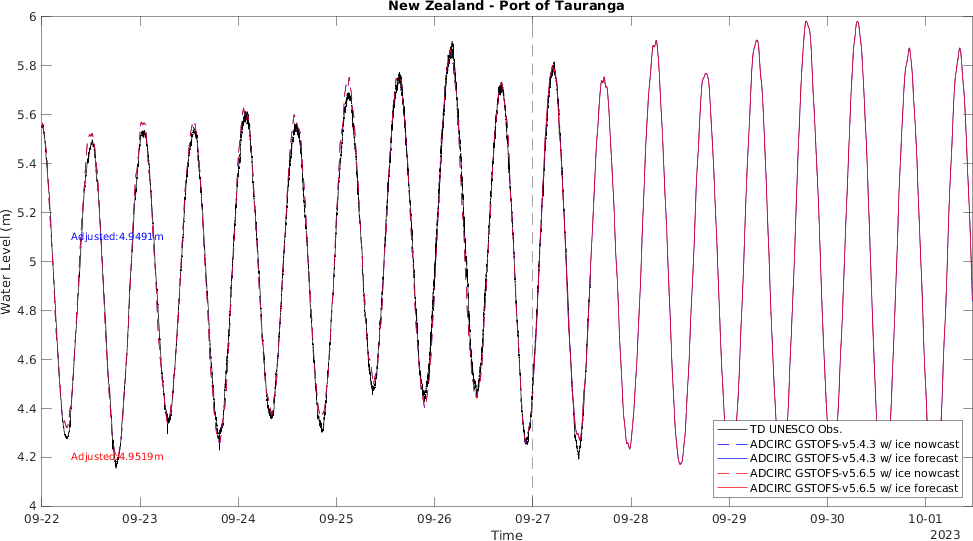 New Zealand - Port of Tauranga
6
5.8
5.6
5.4
5.2
5
4.8
4.6
4.4
4.2
4
Water Level (m)
Adjusted:4.9491m
Adjusted:4.9519m
TD UNESCO Obs.
ADCIRC GSTOFS-v5.4.3 w/ ice nowcast
ADCIRC GSTOFS-v5.4.3 w/ ice forecast
ADCIRC GSTOFS-v5.6.5 w/ ice nowcast
ADCIRC GSTOFS-v5.6.5 w/ ice forecast
09-22 09-23 09-24 09-25 09-26 09-27 09-28 09-29 09-30 10-01
Time
2023